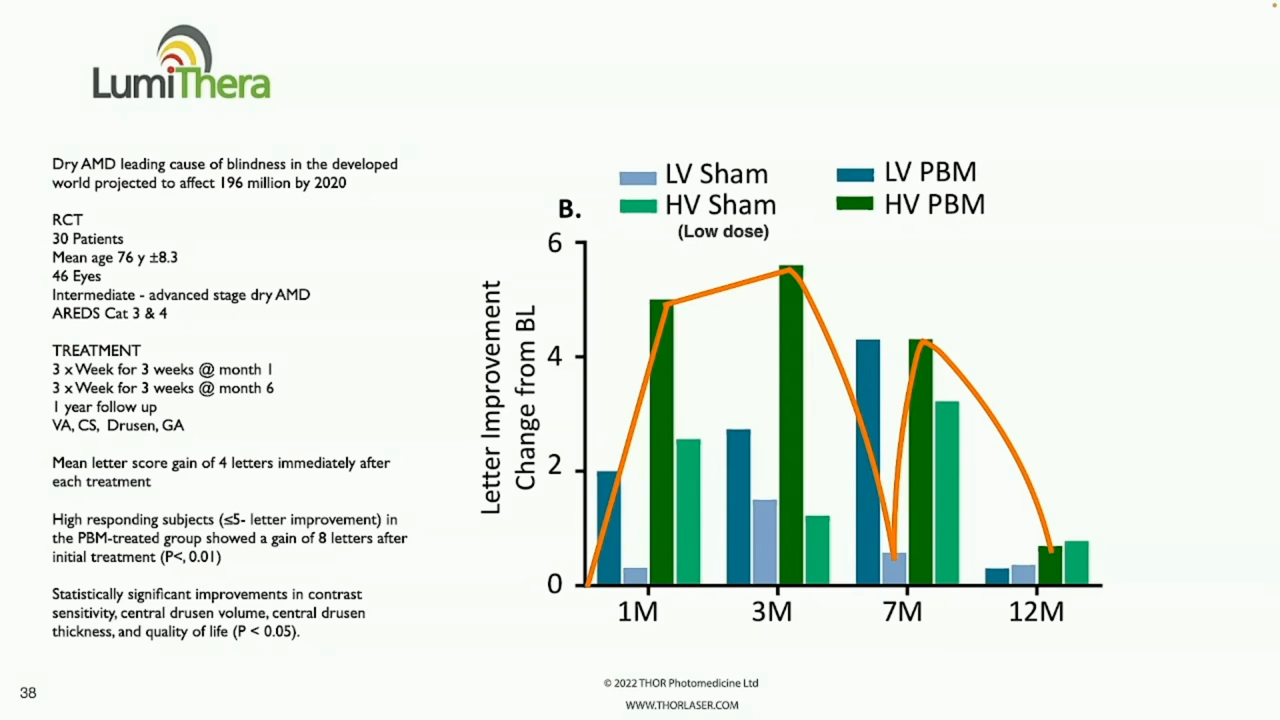 LumiThera
Dry AMD leading cause of blindness in the developed
world projected to affect 196 million by 2020
RCT
30 Patients
Mean age 76 y ±8.3
46 Eyes
Intermediate - advanced stage dry AMD
AREDS Cat 3 & 4
TREATMENT
3 x Week for 3 weeks @ month 1
3 x Week for 3 weeks @ month 6
1 year follow up
VA, CS, Drusen, GA
Mean letter score gain of 4 letters immediately after
each treatment
High responding subjects (≤5- letter improvement) in
the PBM-treated group showed a gain of 8 letters after
initial treatment (P<, 0.01)
Statistically significant improvements in contrast
sensitivity, central drusen volume, central drusen
thickness, and quality of life (P < 0.05).
LV Sham
LV PBM
B.
HV Sham
HV PBM
(Low dose)
Letter Improvement
Change from BL
6
4
2
0
1M
3M
7M
12M
38
© 2022 THOR Photomedicine Ltd
WWW.THORLASER.COM